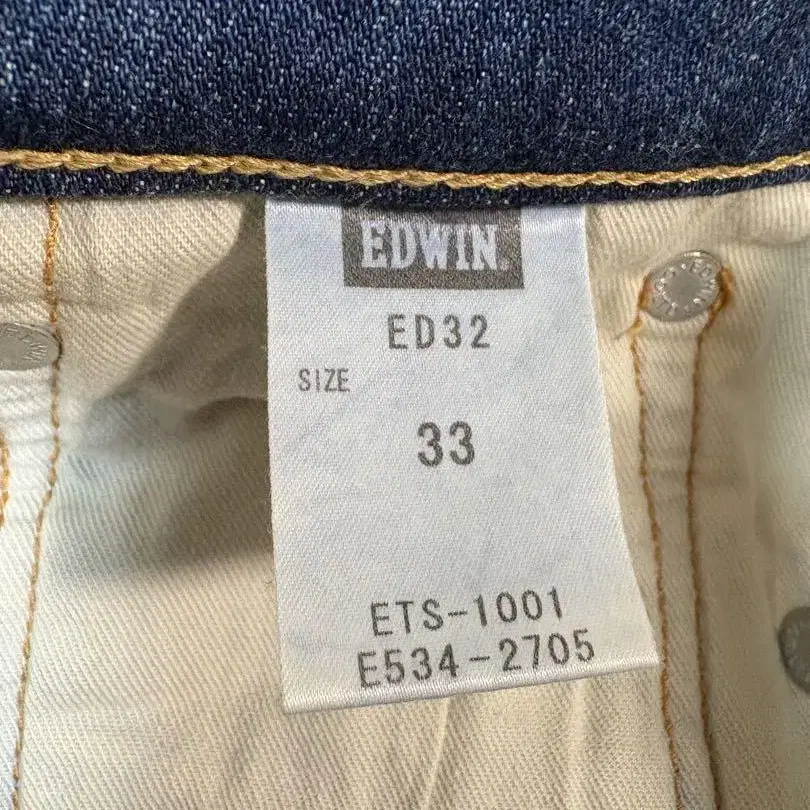 EDWIN.
ED32
SIZE
33
ETS-1001
E534-2705